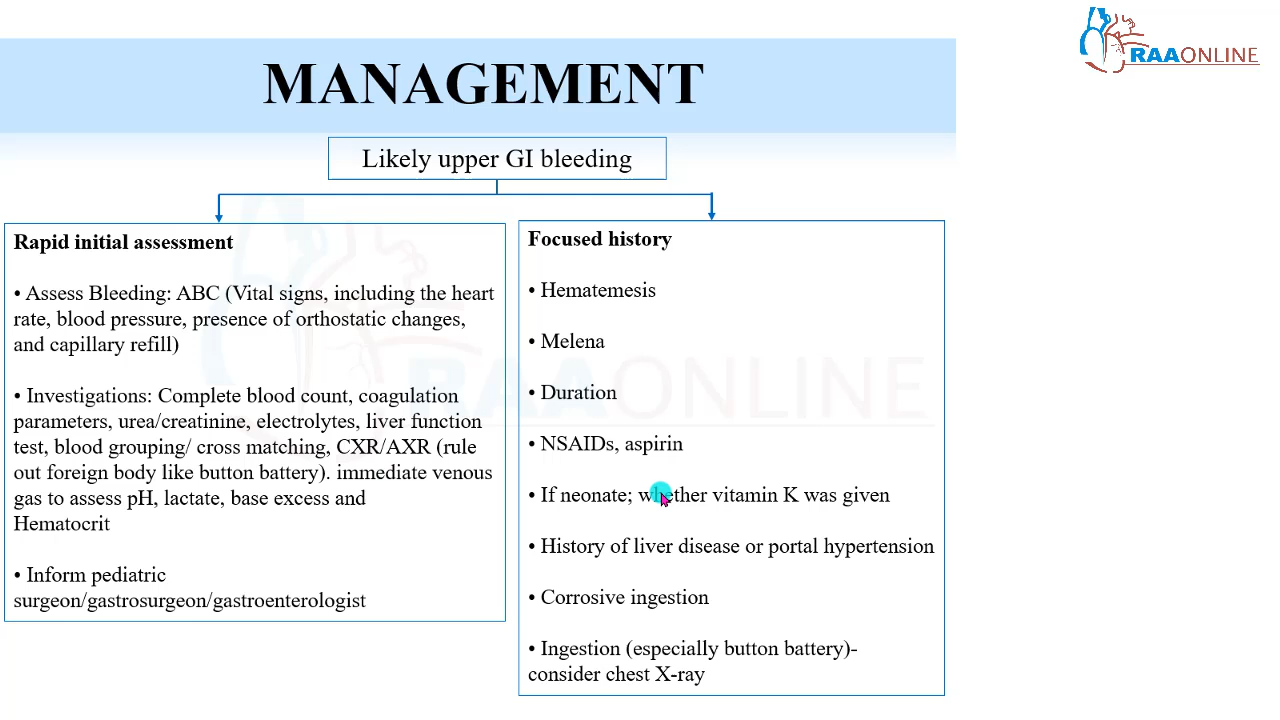 RAAONLINE
MANAGEMENT
Likely upper GI bleeding
Rapid initial assessment
• Assess Bleeding: ABC (Vital signs, including the heart
rate, blood pressure, presence of orthostatic changes,
and capillary refill)
• Investigations: Complete blood count, coagulation
parameters, urea/creatinine, electrolytes, liver function
test, blood grouping/ cross matching, CXR/AXR (rule
out foreign body like button battery). immediate venous
gas to assess pH, lactate, base excess and
Hematocrit
• Inform pediatric
surgeon/gastrosurgeon/gastroenterologist
Focused history
• Hematemesis
• Melena
• Duration
• NSAIDs, aspirin
• If neonate; whether vitamin K was given
• History of liver disease or portal hypertension
• Corrosive ingestion
• Ingestion (especially button battery)-
consider chest X-ray
RAAONLINE